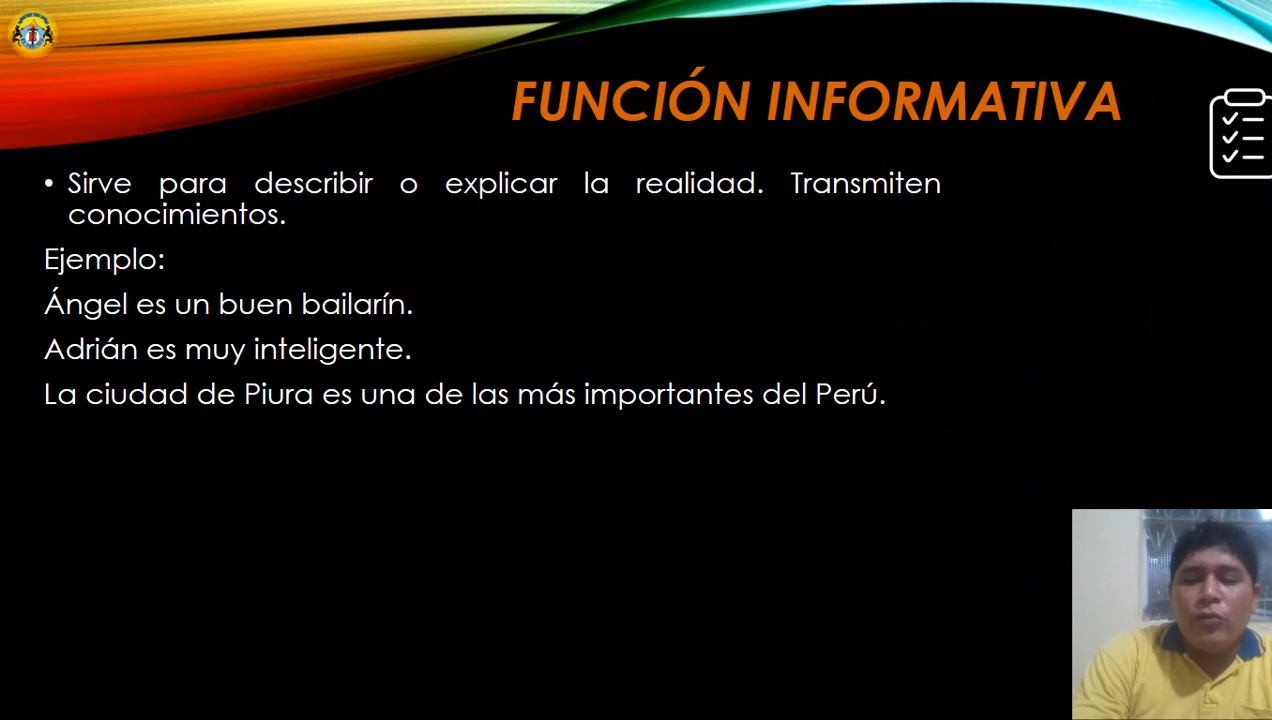 FUNCIÓN INFORMATIVA
• Sirve para describir o explicar la realidad. Transmiten
conocimientos.
Ejemplo:
Ángel es un buen bailarín.
Adrián es muy inteligente.
La ciudad de Piura es una de las más importantes del Perú.